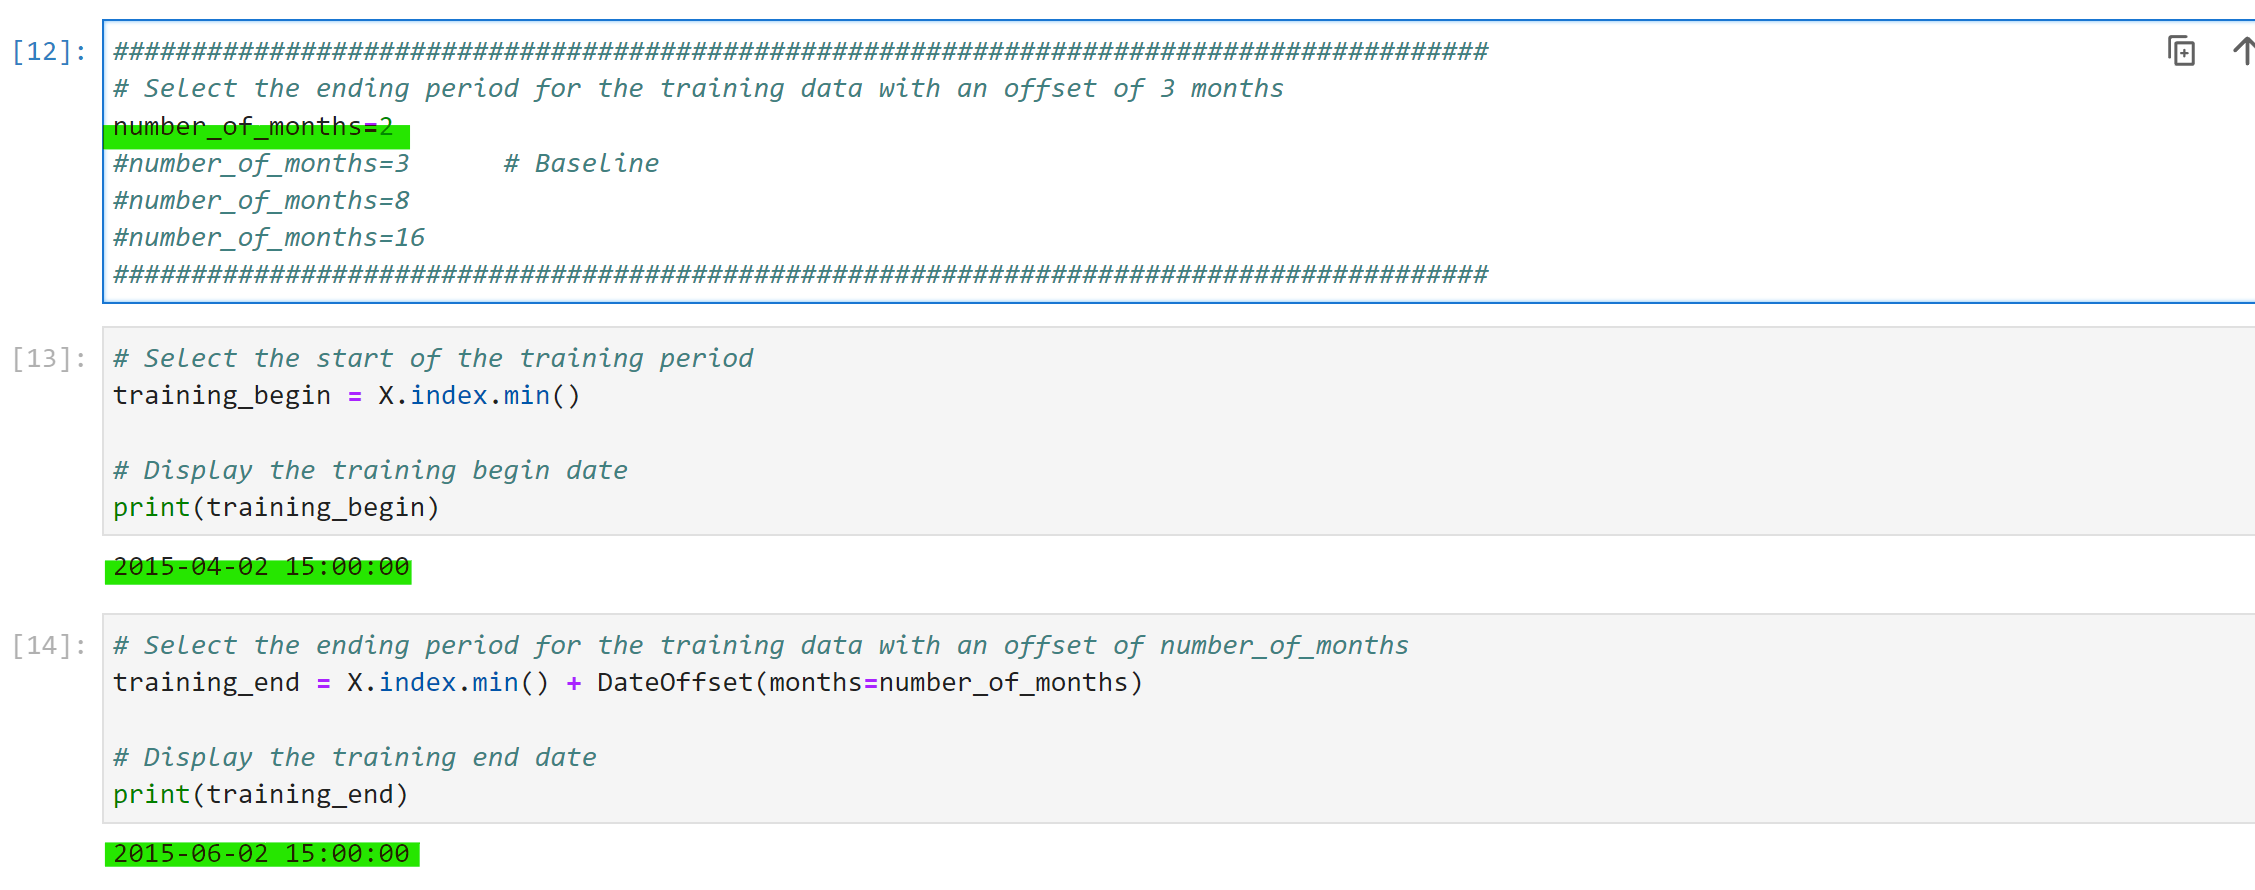 [12]:
########################################################################################
# Select the ending period for the training data with an offset of 3 months
number_of_months=2
#number_of_months=3      # Baseline
#number_of_months=8
#number_of_months=16
########################################################################################
[13]:
# Select the start of the training period
training_begin = X.index.min()
# Display the training begin date
print(training_begin)
2015-04-02 15:00:00
[14]:
# Select the ending period for the training data with an offset of number_of_months
training_end = X.index.min() + DateOffset(months=number_of_months)
# Display the training end date
print(training_end)
2015-06-02 15:00:00